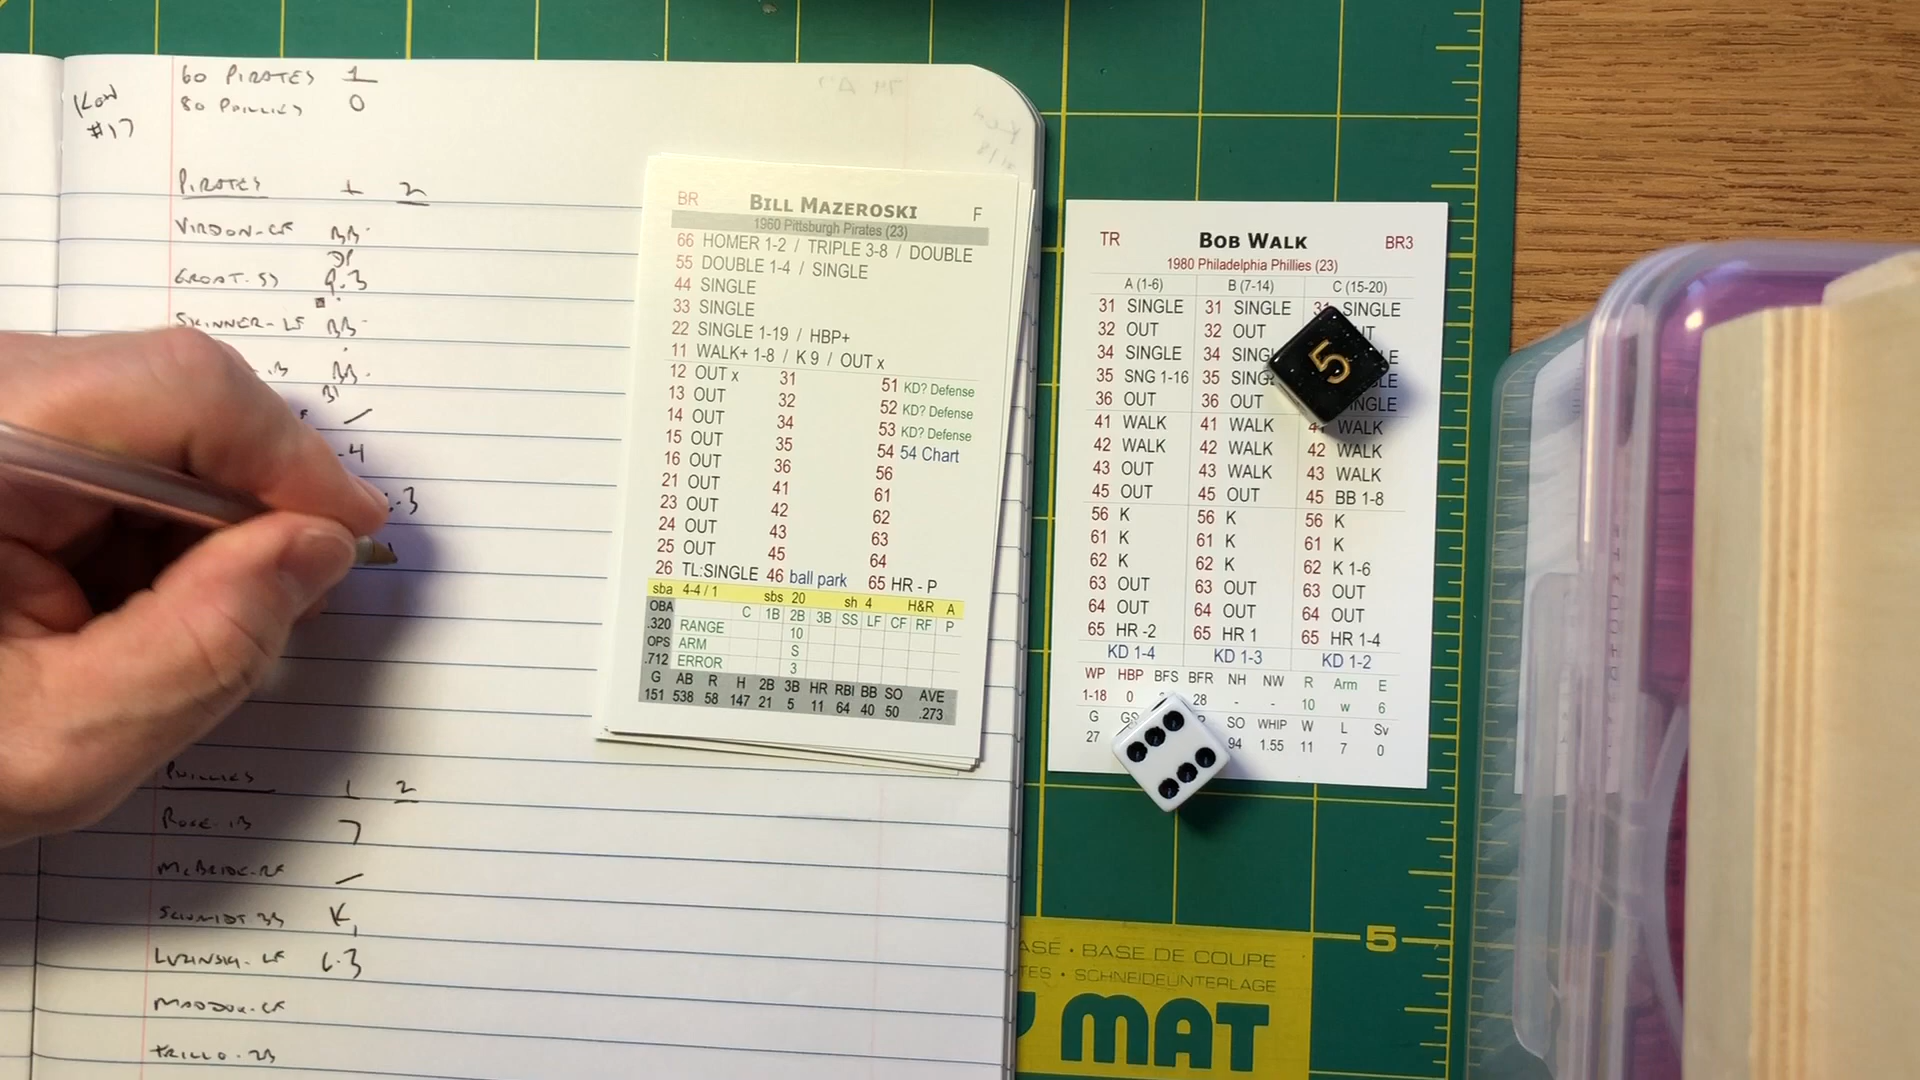 60 PIRATES 1
80 PHILLIES 0
#17
PIRATES 1 2
VIRDON-CF BB
GROAT-SS 9.3
SKINNER-LF BB
BB
-4
-3
PHILLIES 1 2
ROSE-1B 7
McBRIDE-RF
SCHMIDT 3B K
LUZINSKI-LF 6.3
MADDOX-CF
TRILLO-2B
BR BILL MAZEROSKI F
1960 Pittsburgh Pirates (23)
66 HOMER 1-2 / TRIPLE 3-8 / DOUBLE
55 DOUBLE 1-4 / SINGLE
44 SINGLE
33 SINGLE
22 SINGLE 1-19 / HBP+
11 WALK+ 1-8 / K 9 / OUT x
12 OUT x 31 51 KD? Defense
13 OUT 32 52 KD? Defense
14 OUT 34 53 KD? Defense
15 OUT 35 54 54 Chart
16 OUT 36 56
21 OUT 41 61
23 OUT 42 62
24 OUT 43 63
25 OUT 45 64
26 TL:SINGLE 46 ball park 65 HR - P
sba 4-4 / 1 sbs 20 sh 4 H&R A
OBA C 1B 2B 3B SS LF CF RF P
.320 RANGE 10
OPS ARM S
.712 ERROR 3
G AB R H 2B 3B HR RBI BB SO AVE
151 538 58 147 21 5 11 64 40 50 .273
TR BOB WALK BR3
1980 Philadelphia Phillies (23)
A (1-6) B (7-14) C (15-20)
31 SINGLE 31 SINGLE SINGLE
32 OUT 32 OUT
34 SINGLE 34
35 SNG 1-16 35
36 OUT 36 OUT
41 WALK 41 WALK WALK
42 WALK 42 WALK 42 WALK
43 OUT 43 WALK 43 WALK
45 OUT 45 OUT 45 BB 1-8
56 K 56 K 56 K
61 K 61 K 61 K
62 K 62 K 62 K 1-6
63 OUT 63 OUT 63 OUT
64 OUT 64 OUT 64 OUT
65 HR -2 65 HR 1 65 HR 1-4
KD 1-4 KD 1-3 KD 1-2
WP HBP BFS BFR NH NW R Arm E
1-18 0 28 - - 10 w 6
G SO WHIP W L Sv
27 94 1.55 11 7 0
5
5
BASE DE COUPE
SCHNEIDEUNTERLAGE
MAT